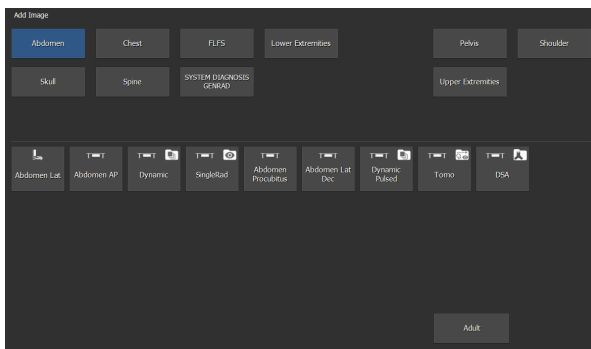 Add Image
Abdomen
Chest
FLFS
Lower Extremities
Pelvis
Shoulder
Skull
Spine
SYSTEM DIAGNOSIS
GENRAD
Upper Extremities
Abdomen Lat
Abdomen AP
Dynamic
SingleRad
Abdomen
Procubitus
Abdomen Lat
Dec
Dynamic
Pulsed
Tomo
DSA
Adult